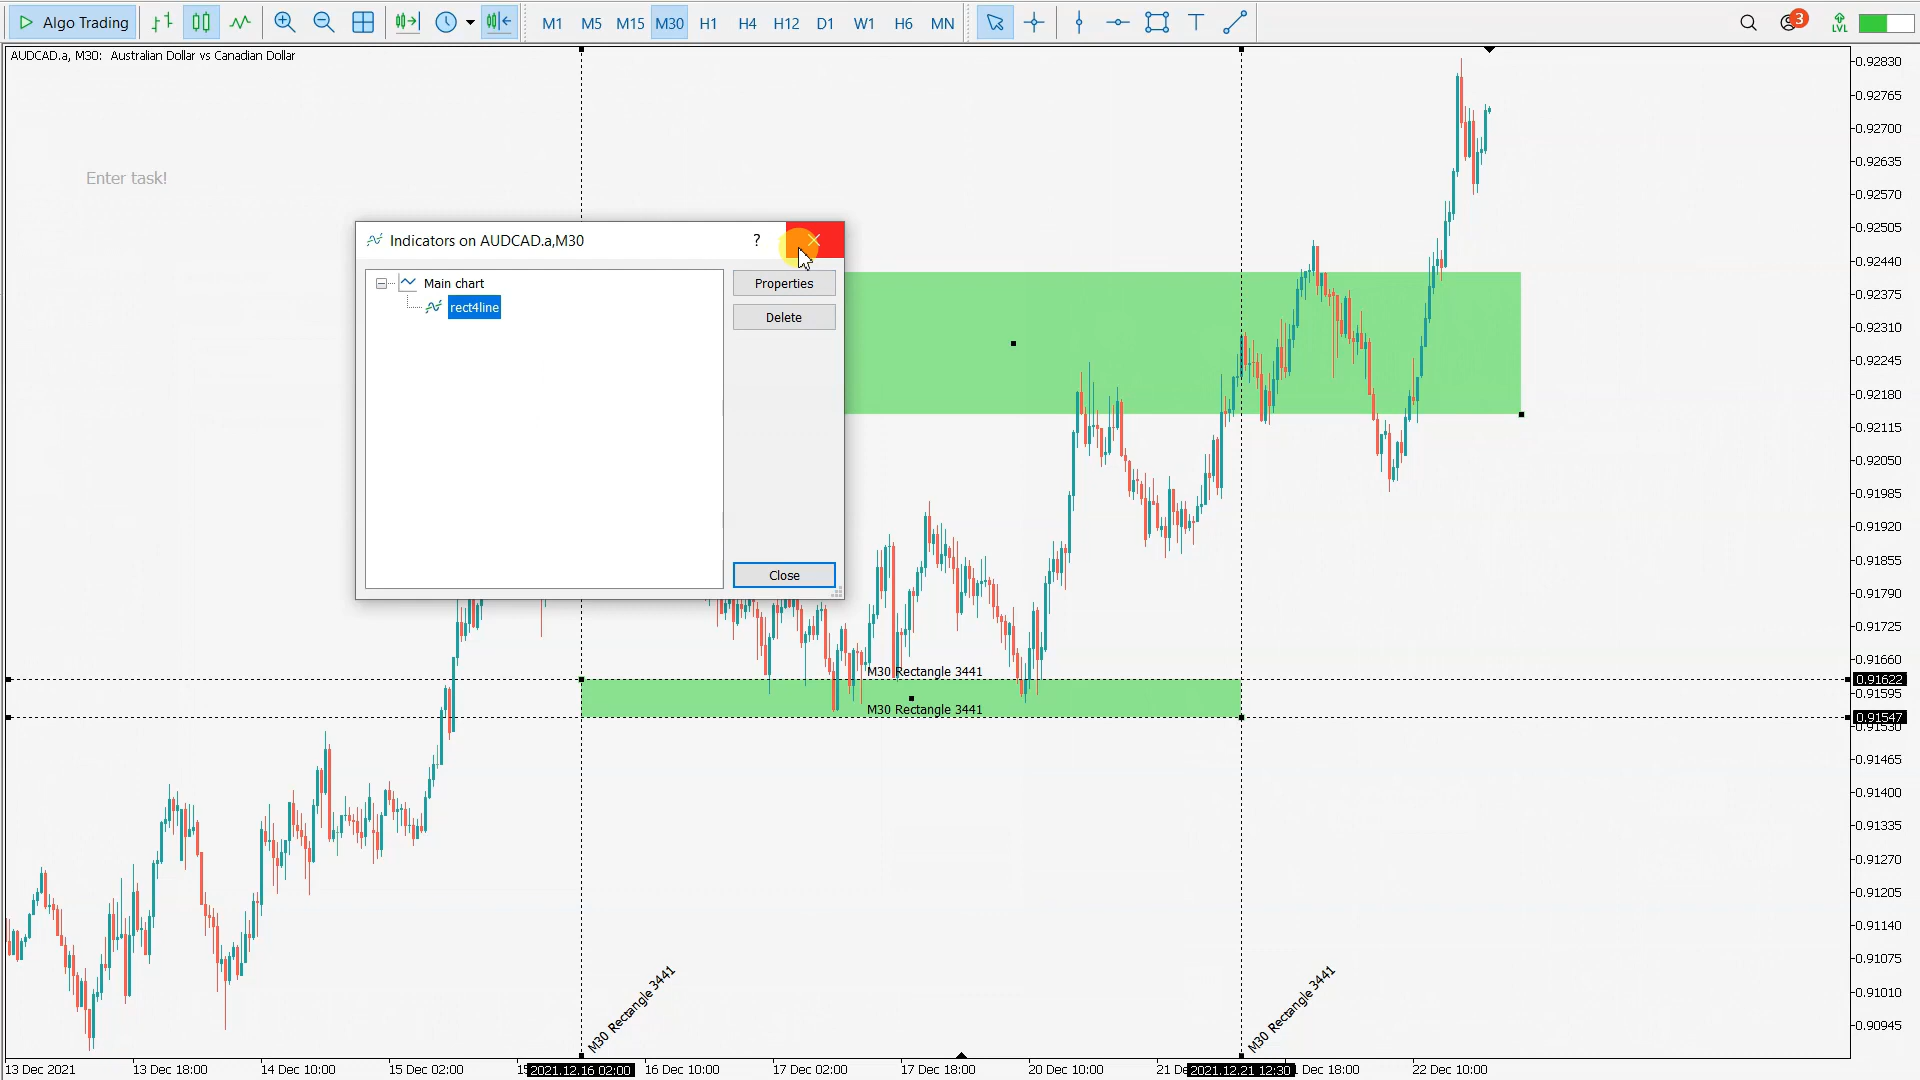 Algo Trading
M1 M5 M15 M30 H1 H4 H12 D1 W1 H6 MN
3
LVL
AUDCAD.a, M30: Australian Dollar vs Canadian Dollar
Enter task!
Indicators on AUDCAD.a,M30
?
Main chart
rect4line
Properties
Delete
Close
M30 Rectangle 3441
M30 Rectangle 3441
M30 Rectangle 3441
M30 Rectangle 3441
0.92830
0.92765
0.92700
0.92635
0.92570
0.92505
0.92440
0.92375
0.92310
0.92245
0.92180
0.92115
0.92050
0.91985
0.91920
0.91855
0.91790
0.91725
0.91660
0.91622
0.91595
0.91547
0.91530
0.91465
0.91400
0.91335
0.91270
0.91205
0.91140
0.91075
0.91010
0.90945
13 Dec 2021 13 Dec 18:00 14 Dec 10:00 15 Dec 02:00 2021.12.16 02:00 16 Dec 10:00 17 Dec 02:00 17 Dec 18:00 20 Dec 10:00 2021.12.21 12:30 Dec 18:00 22 Dec 10:00